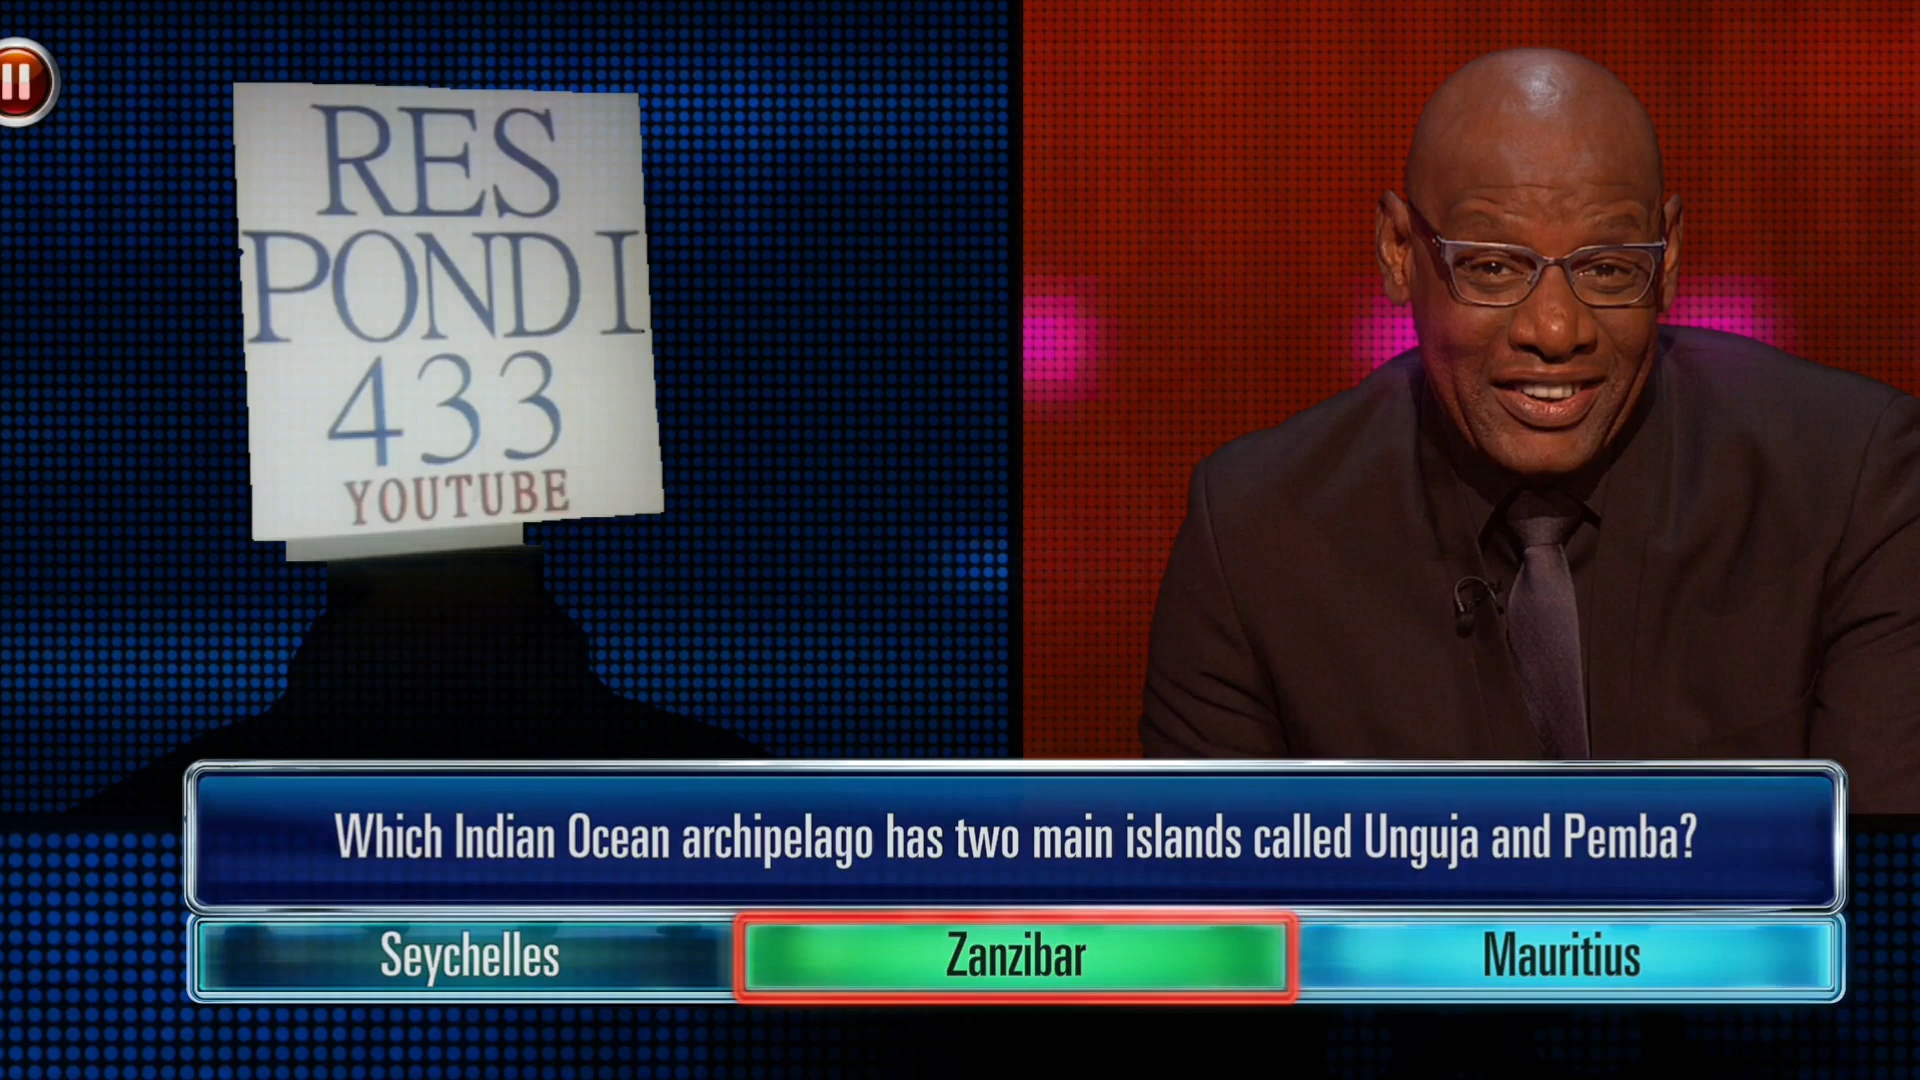 RES
POND I
433
YOUTUBE
Which Indian Ocean archipelago has two main islands called Unguja and Pemba?
Seychelles
Zanzibar
Mauritius